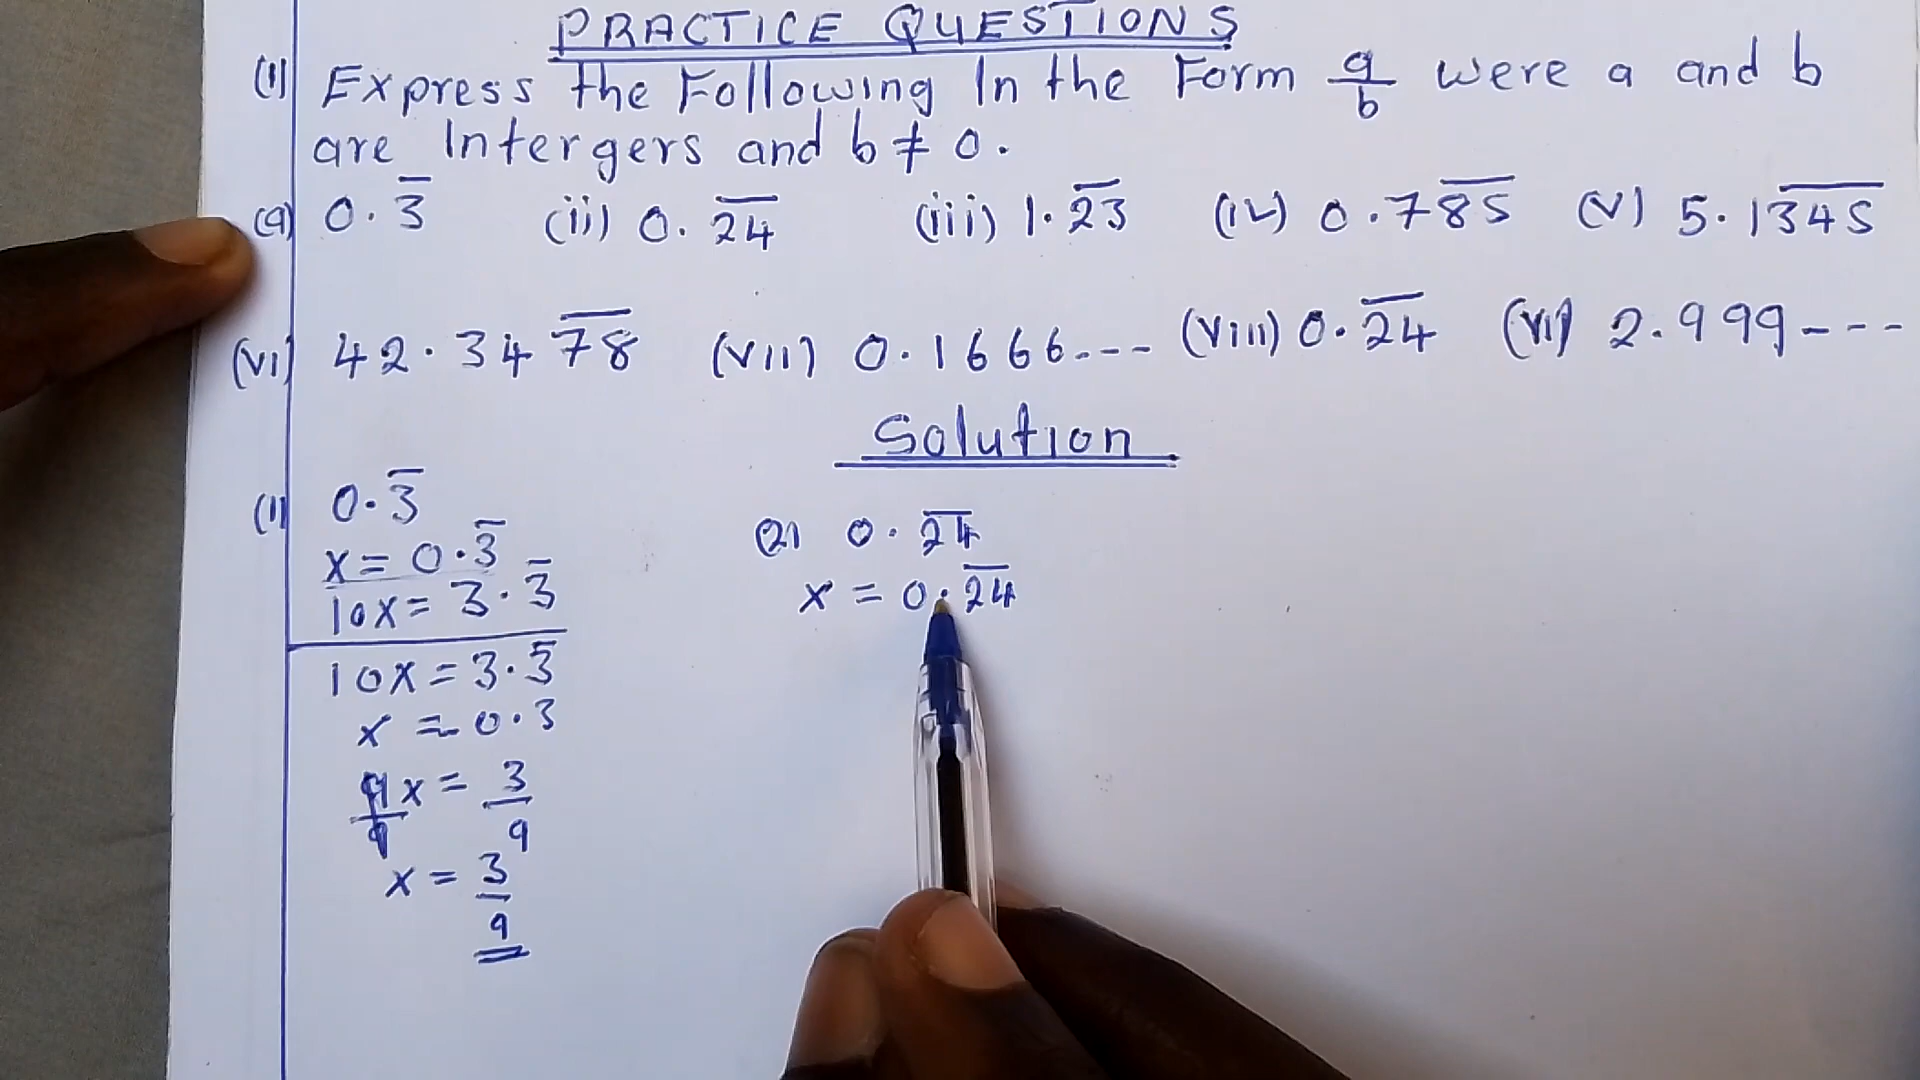 PRACTICE QUESTIONS
(1) Express the Following In the Form a/b were a and b
are Intergers and b ≠ 0.
(a) 0.3̅ (ii) 0.2̅4̅ (iii) 1.2̅3̅ (iv) 0.78̅5̅ (v) 5.13̅4̅5̅
(vi) 42.347̅8̅ (vii) 0.1666--- (viii) 0.2̅4̅ (vi) 2.999---
Solution
(1) 0.3̅
x = 0.3̅
10x = 3.3̅
10x = 3.3̅
x = 0.3
9x/9 = 3/9
x = 3/9
(2) 0.2̅4̅
x = 0.2̅4̅